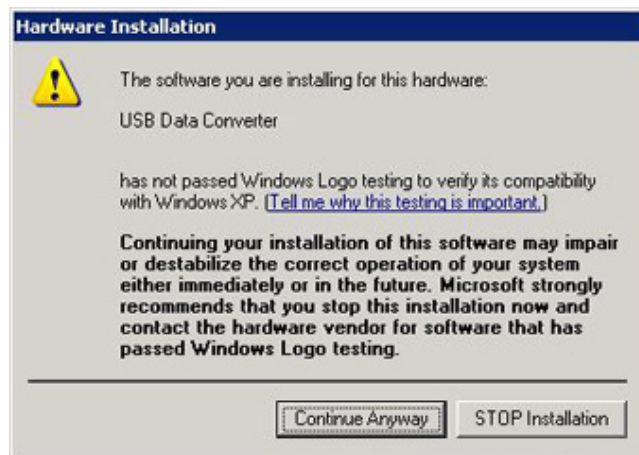 Hardware Installation
The software you are installing for this hardware:
USB Data Converter
has not passed Windows Logo testing to verify its compatibility
with Windows XP. (Tell me why this testing is important.)
Continuing your installation of this software may impair
or destabilize the correct operation of your system
either immediately or in the future. Microsoft strongly
recommends that you stop this installation now and
contact the hardware vendor for software that has
passed Windows Logo testing.
Continue Anyway
STOP Installation